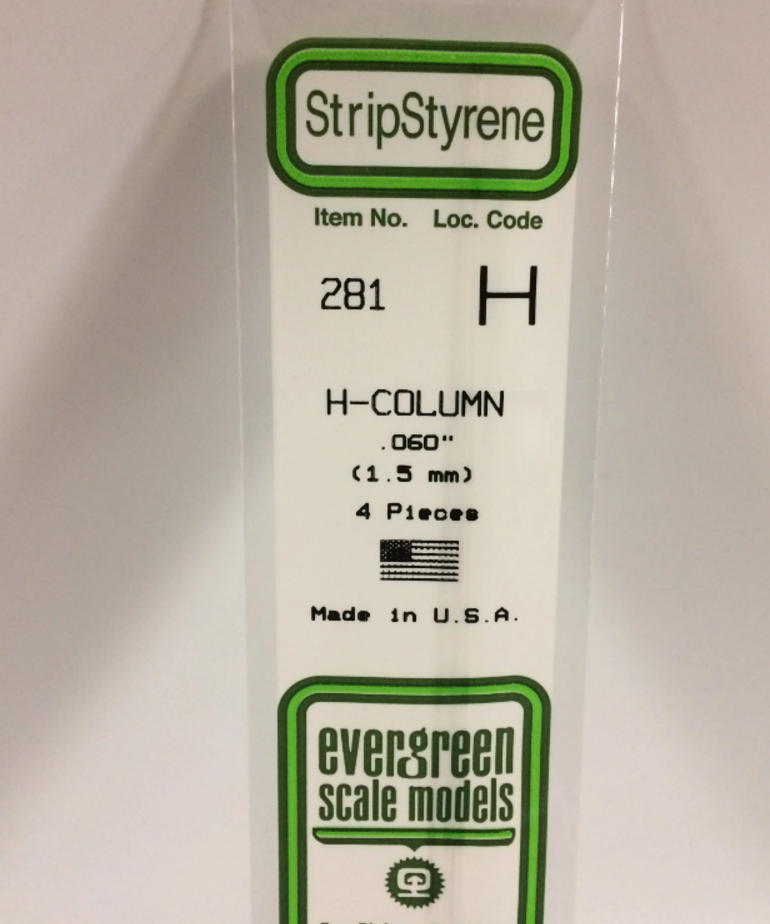 StripStyrene
Item No. Loc. Code
281 H
H-COLUMN
.060"
(1.5 mm)
4 Pieces
Made in U.S.A.
evergreen
scale models